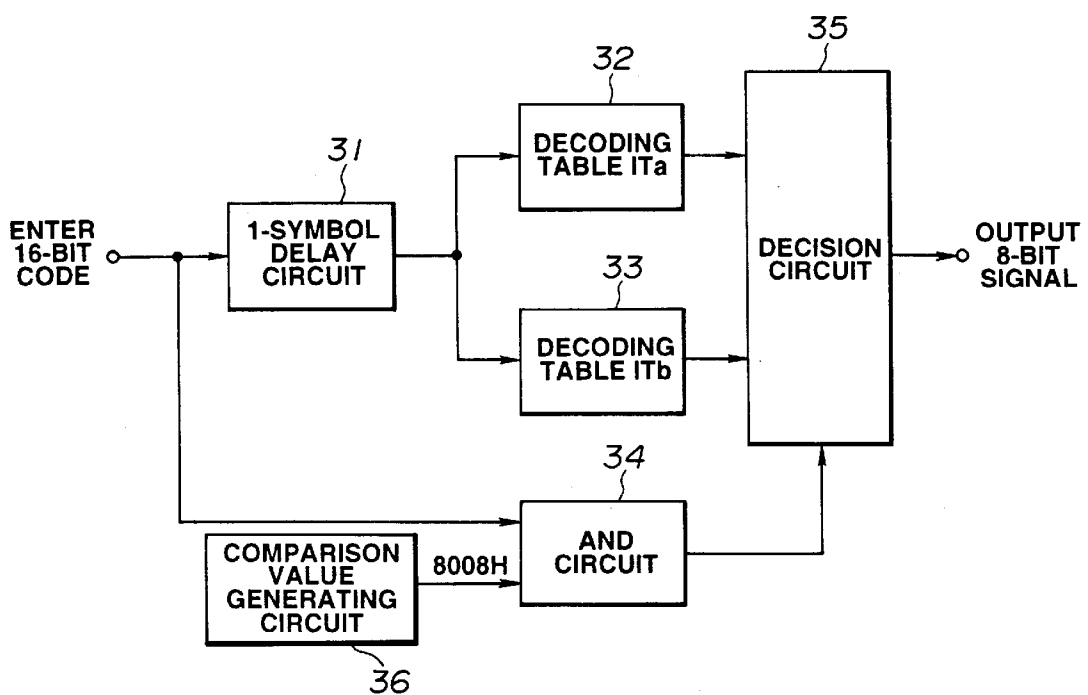 35
32
DECODING
TABLE ITa
31
ENTER
16-BIT
CODE
1-SYMBOL
DELAY
CIRCUIT
DECISION
CIRCUIT
OUTPUT
8-BIT
SIGNAL
33
DECODING
TABLE ITb
34
AND
CIRCUIT
COMPARISON
VALUE
GENERATING
CIRCUIT
8008H
36